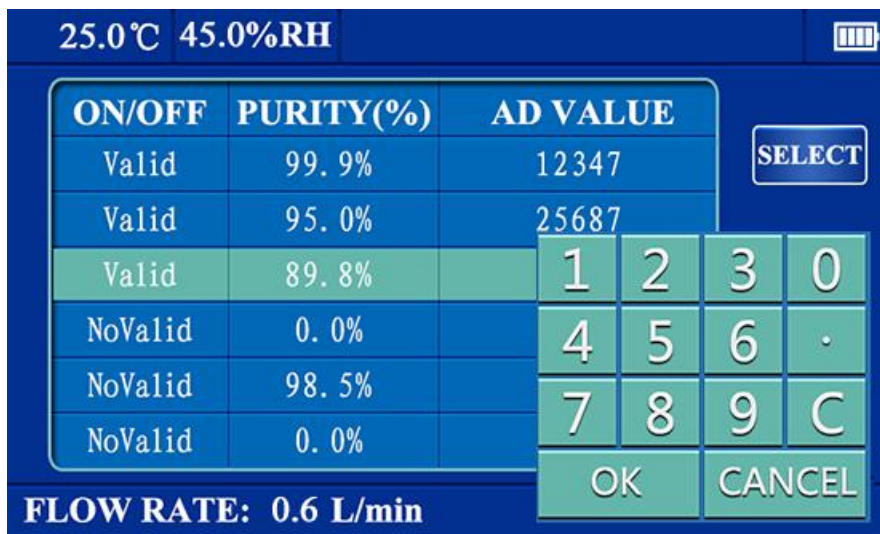 25.0℃ 45.0%RH
ON/OFF PURITY(%) AD VALUE
Valid 99.9% 12347
SELECT
Valid 95.0% 25687
Valid 89.8%
NoValid 0.0%
NoValid 98.5%
NoValid 0.0%
1 2 3 0
4 5 6 .
7 8 9 C
OK CANCEL
FLOW RATE: 0.6 L/min